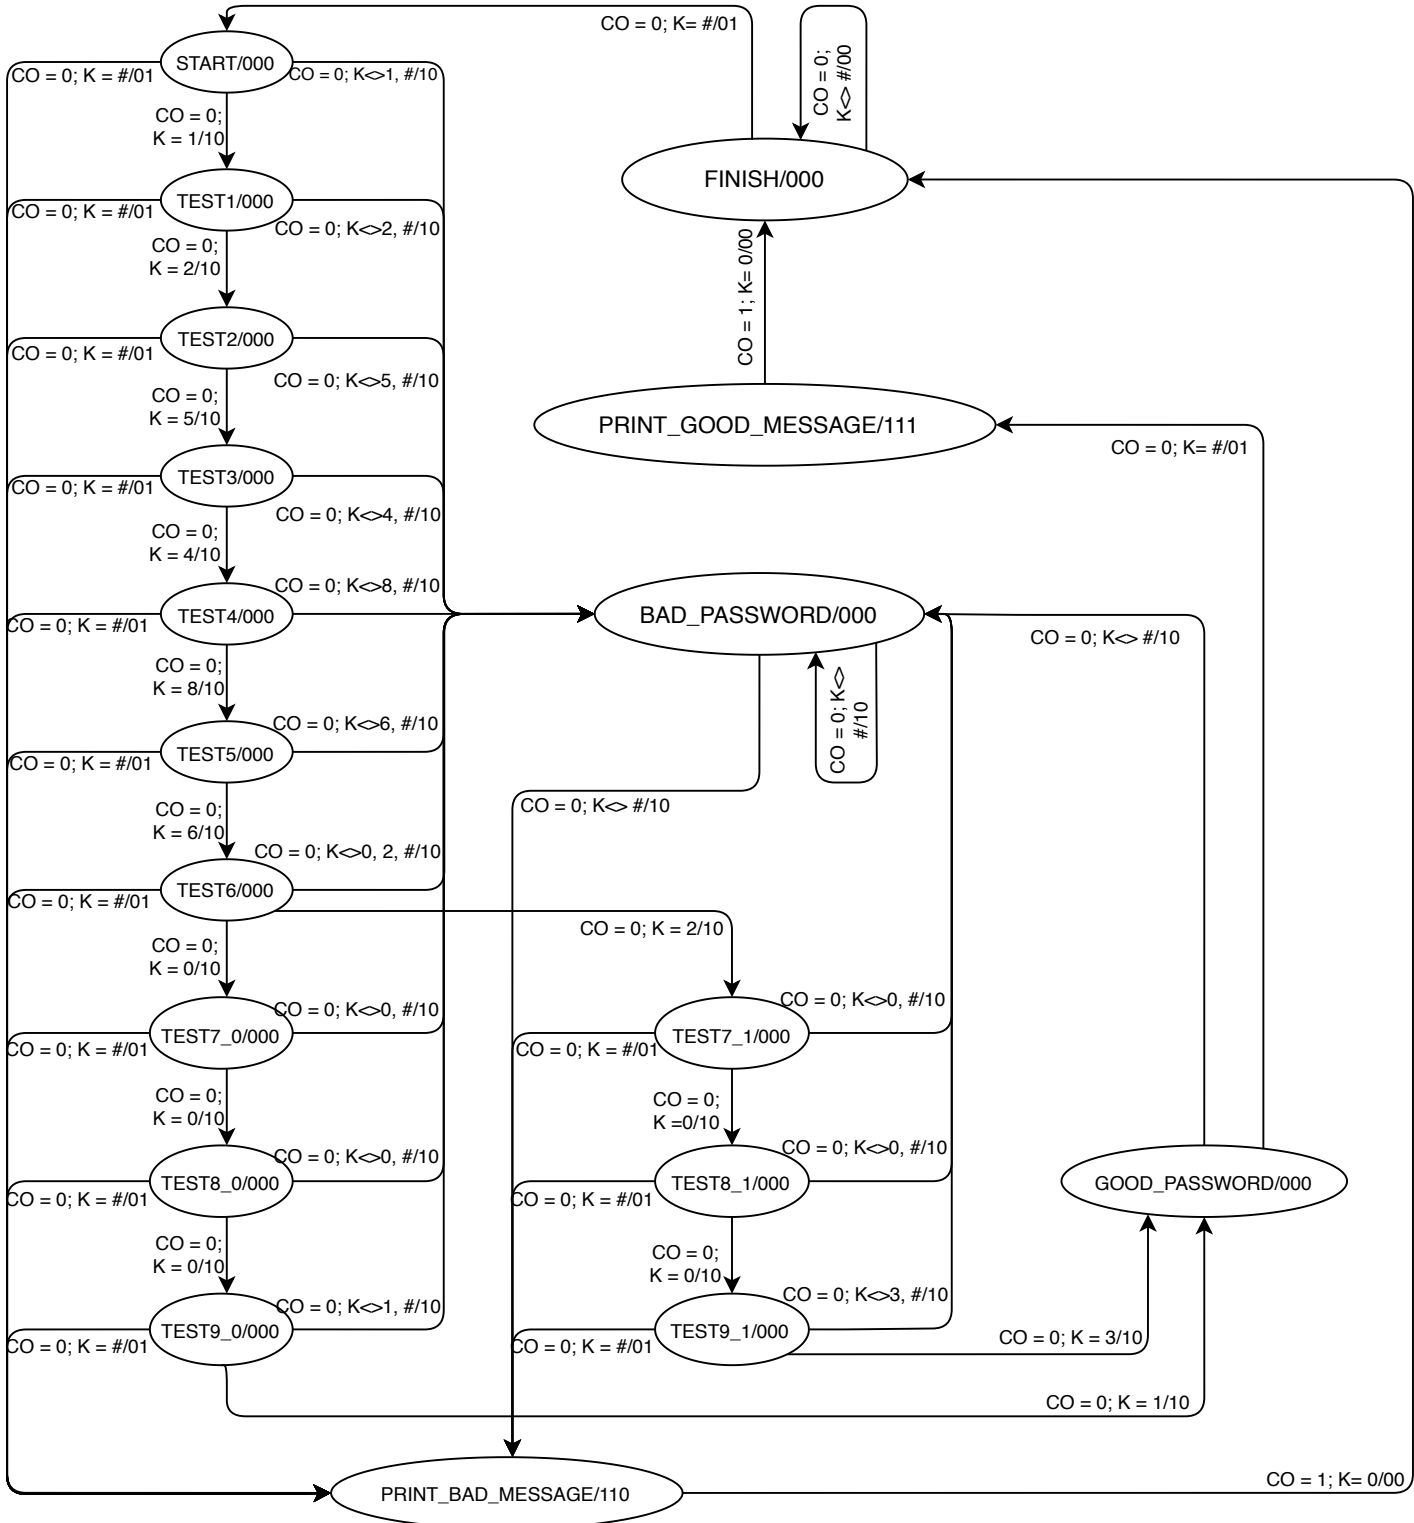 CO = 0; K= #/01
CO = 0;
K<> #/00
START/000
CO = 0; K = #/01
CO = 0; K<>1, #/10
CO = 0;
K = 1/10
FINISH/000
TEST1/000
CO = 0; K = #/01
CO = 0; K<>2, #/10
CO = 0;
K = 2/10
CO = 1; K= 0/00
TEST2/000
CO = 0; K = #/01
CO = 0; K<>5, #/10
CO = 0;
K = 5/10
PRINT_GOOD_MESSAGE/111
CO = 0; K= #/01
TEST3/000
CO = 0; K = #/01
CO = 0; K<>4, #/10
CO = 0;
K = 4/10
CO = 0; K<>8, #/10
TEST4/000
CO = 0; K = #/01
BAD_PASSWORD/000
CO = 0; K<> #/10
CO = 0;
K = 8/10
CO = 0; K<>
#/10
CO = 0; K<>6, #/10
TEST5/000
CO = 0; K = #/01
CO = 0;
K = 6/10
CO = 0; K<> #/10
CO = 0; K<>0, 2, #/10
TEST6/000
CO = 0; K = #/01
CO = 0; K = 2/10
CO = 0;
K = 0/10
CO = 0; K<>0, #/10
CO = 0; K<>0, #/10
TEST7_0/000
TEST7_1/000
CO = 0; K = #/01
CO = 0; K = #/01
CO = 0;
K = 0/10
CO = 0;
K =0/10
CO = 0; K<>0, #/10
CO = 0; K<>0, #/10
TEST8_0/000
TEST8_1/000
GOOD_PASSWORD/000
CO = 0; K = #/01
CO = 0; K = #/01
CO = 0;
K = 0/10
CO = 0;
K = 0/10
CO = 0; K<>1, #/10
CO = 0; K<>3, #/10
TEST9_0/000
TEST9_1/000
CO = 0; K = 3/10
CO = 0; K = #/01
CO = 0; K = #/01
CO = 0; K = 1/10
CO = 1; K= 0/00
PRINT_BAD_MESSAGE/110